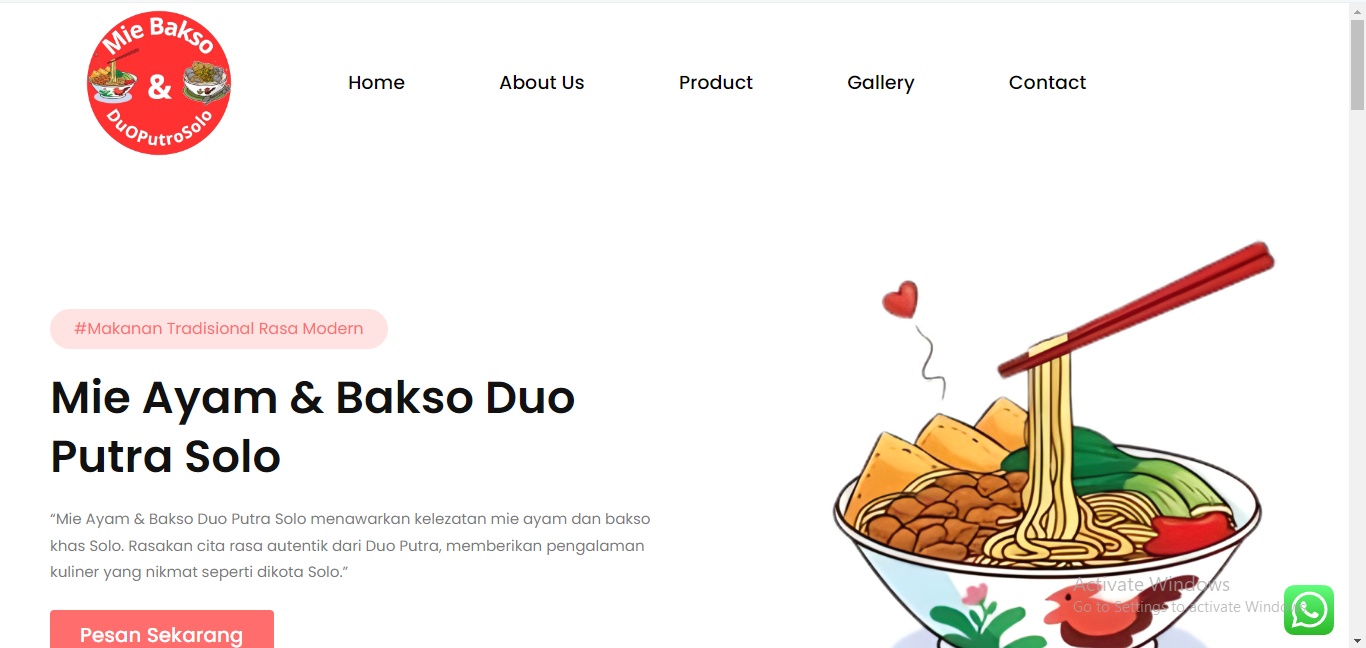 Mie Bakso
&
DuOPutroSolo
Home About Us Product Gallery Contact
#Makanan Tradisional Rasa Modern
Mie Ayam & Bakso Duo
Putra Solo
“Mie Ayam & Bakso Duo Putra Solo menawarkan kelezatan mie ayam dan bakso
khas Solo. Rasakan cita rasa autentik dari Duo Putra, memberikan pengalaman
kuliner yang nikmat seperti dikota Solo.”
Pesan Sekarang
Activate Windows
Go to Settings to activate Windows.